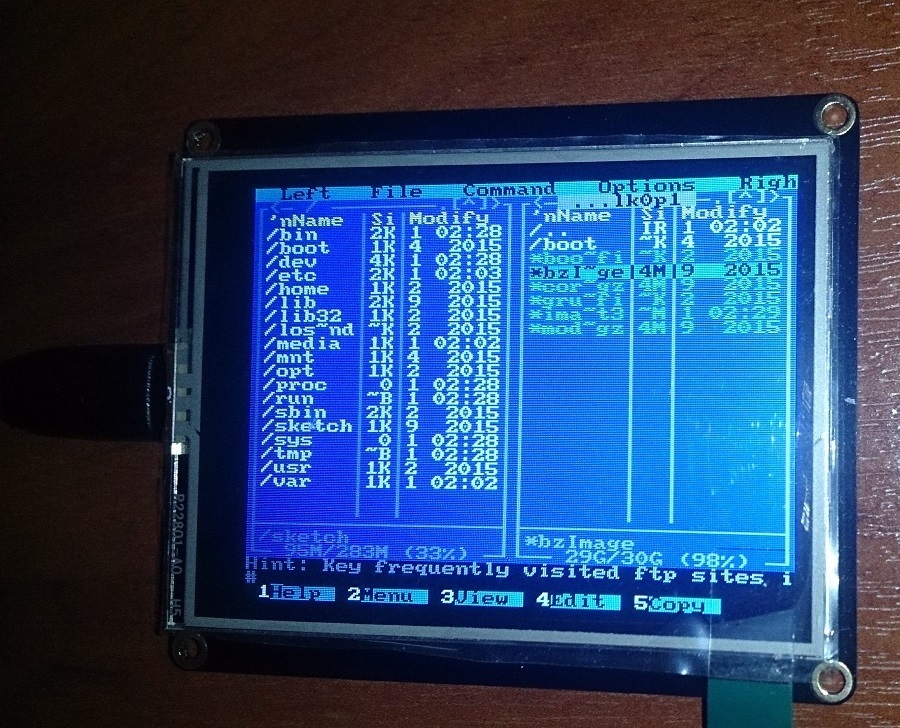 Left File Command Options Righ
...lk0p1
'nName Si Modify
/bin 2K 1 02:28
/boot 1K 4 2015
/dev 4K 1 02:28
/etc 2K 1 02:03
/home 1K 2 2015
/lib 2K 9 2015
/lib32 1K 2 2015
/los~nd ~K 2 2015
/media 1K 1 02:02
/mnt 1K 4 2015
/opt 1K 2 2015
/proc 0 1 02:28
/run ~B 1 02:28
/sbin 2K 2 2015
/sketch 1K 9 2015
/sys 0 1 02:28
/tmp ~B 1 02:28
/usr 1K 2 2015
/var 1K 1 02:02
/sketch
95M/283M (33%)
'nName Si Modify
/.. IR 1 02:02
/boot ~K 4 2015
*boo~fi ~K 2 2015
*bzI~ge 4M 9 2015
*cor~gz 4M 9 2015
*gru~fi ~K 2 2015
*ima~t3 ~M 1 02:29
*mod~gz 4M 9 2015
*bzImage
29G/30G (98%)
Hint: Key frequently visited ftp sites, i
#
1Help 2Menu 3View 4Edit 5Copy